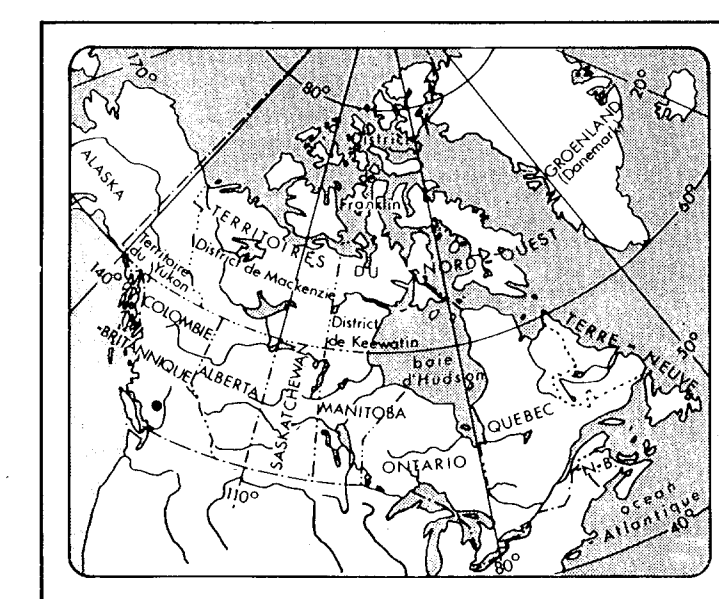 170°
80°
20°
District
GROENLAND
(Danemark)
ALASKA
Franklin
60°
TERRITOIRES DU NORD-OUEST
Territoire
du Yukon
District de Mackenzie
140°
COLOMBIE
-BRITANNIQUE
District
de Keewatin
TERRE-NEUVE
50°
baie
d'Hudson
ALBERTA
SASKATCHEWAN
MANITOBA
QUEBEC
ONTARIO
N-B.
110°
océan
Atlantique
40°
80°